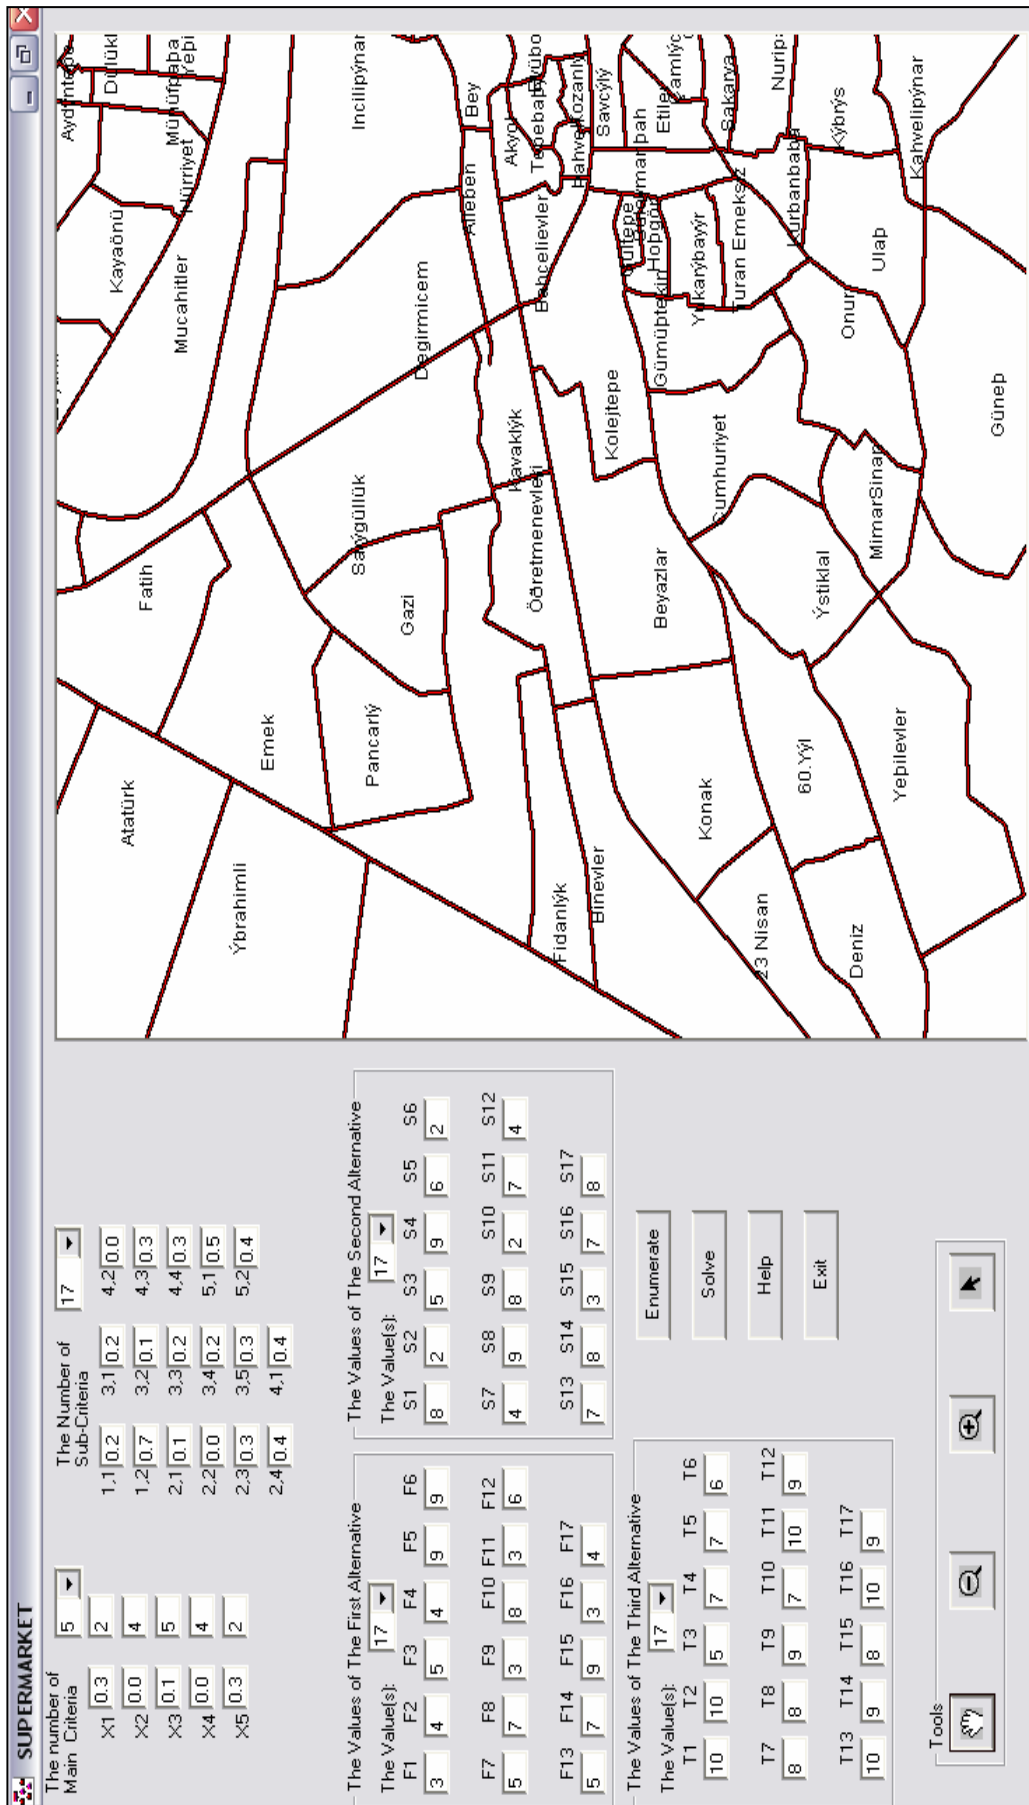 SUPERMARKET
The number of
Main Criteria
5
X1 0.3 2
X2 0.0 4
X3 0.1 5
X4 0.0 4
X5 0.3 2
The Number of
Sub-Criteria
17
1,1 0.2 3,1 0.2 4,2 0.0
1,2 0.7 3,2 0.1 4,3 0.3
2,1 0.1 3,3 0.2 4,4 0.3
2,2 0.0 3,4 0.2 5,1 0.5
2,3 0.3 3,5 0.3 5,2 0.4
2,4 0.4 4,1 0.4
The Values of The First Alternative
The Value(s): 17
F1 F2 F3 F4 F5 F6
3 4 5 4 9 9
F7 F8 F9 F10 F11 F12
5 7 3 8 3 6
F13 F14 F15 F16 F17
5 7 9 3 4
The Values of The Second Alternative
The Value(s): 17
S1 S2 S3 S4 S5 S6
8 2 5 9 6 2
S7 S8 S9 S10 S11 S12
4 9 8 2 7 4
S13 S14 S15 S16 S17
7 8 3 7 8
The Values of The Third Alternative
The Value(s): 17
T1 T2 T3 T4 T5 T6
10 10 5 7 7 6
T7 T8 T9 T10 T11 T12
8 8 9 7 10 9
T13 T14 T15 T16 T17
10 9 8 10 9
Enumerate
Solve
Help
Exit
Tools
Atatürk
Ýbrahimli
Fatih
Emek
Pancarlý
Gazi
Sarýgüllük
Mucahitler
Kayaönü
Hürriyet
Incilipýnar
Degirmicem
Kavaklýk
Öðretmenevleri
Fidanlýk
Binevler
Alleben
Bey
Akyol
Bahcelievler
Kolejtepe
Beyazlar
Konak
23 Nisan
Deniz
60.Yýl
Yeþilevler
Ýstiklal
Cumhuriyet
MimarSinan
Gümüþtekin
Yukarýbayýr
Turan Emeksiz
Savcýlý
Sakarya
Kurbanbaba
Kýbrýs
Kahvelipýnar
Ulaþ
Onur
Güneþ